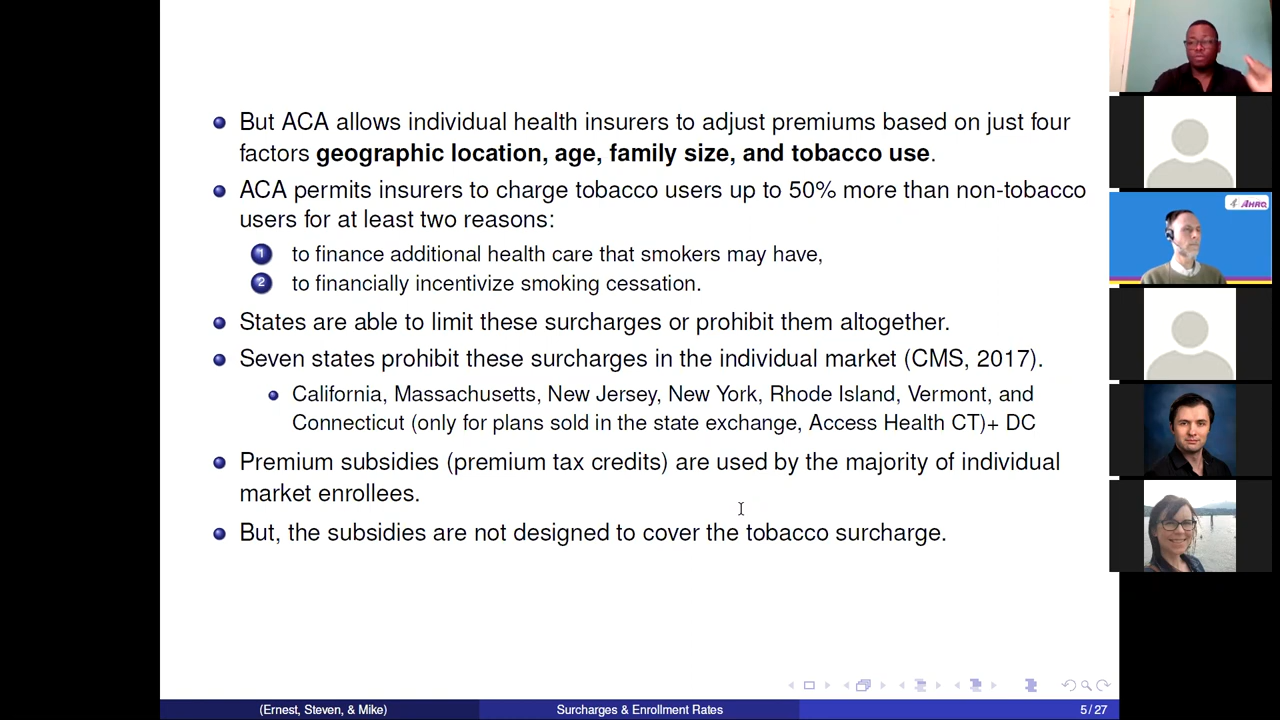 But ACA allows individual health insurers to adjust premiums based on just four
factors geographic location, age, family size, and tobacco use.
ACA permits insurers to charge tobacco users up to 50% more than non-tobacco
users for at least two reasons:
1 to finance additional health care that smokers may have,
2 to financially incentivize smoking cessation.
States are able to limit these surcharges or prohibit them altogether.
Seven states prohibit these surcharges in the individual market (CMS, 2017).
California, Massachusetts, New Jersey, New York, Rhode Island, Vermont, and
Connecticut (only for plans sold in the state exchange, Access Health CT)+ DC
Premium subsidies (premium tax credits) are used by the majority of individual
market enrollees.
But, the subsidies are not designed to cover the tobacco surcharge.
(Ernest, Steven, & Mike)
Surcharges & Enrollment Rates
5 / 27
AHRQ